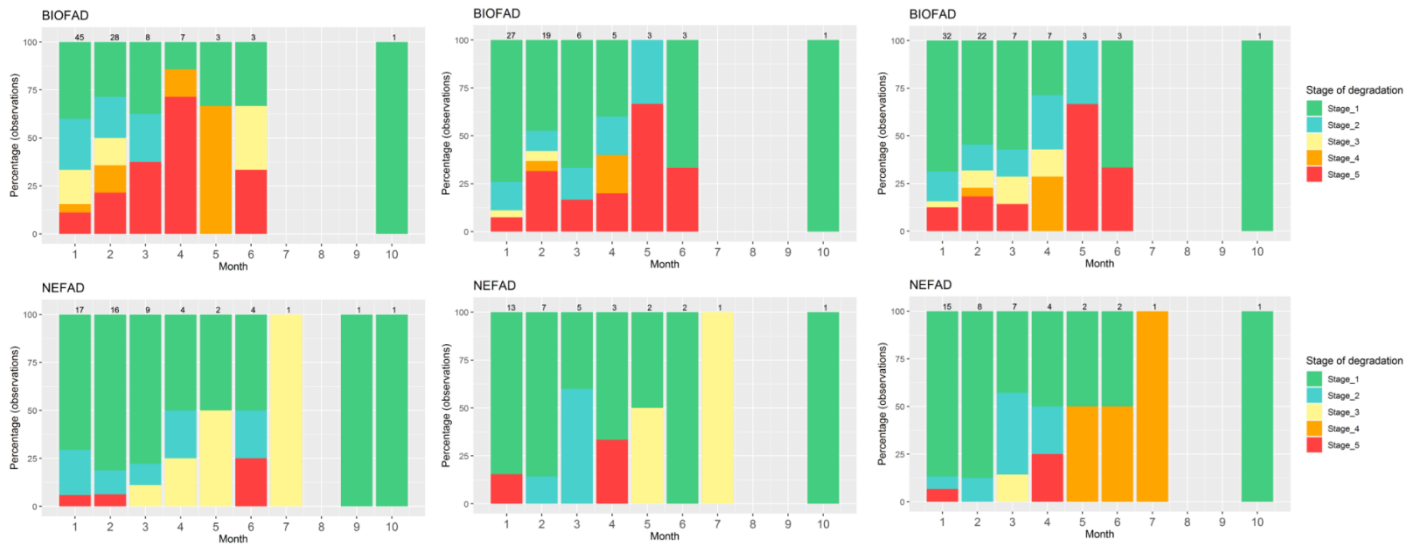 BIOFAD
45 28 8 7 3 3 1
100
75
50
25
0
Percentage (observations)
1 2 3 4 5 6 7 8 9 10
Month
BIOFAD
27 19 6 5 3 3 1
100
75
50
25
0
Percentage (observations)
1 2 3 4 5 6 7 8 9 10
Month
BIOFAD
32 22 7 7 3 3 1
100
75
50
25
0
Percentage (observations)
1 2 3 4 5 6 7 8 9 10
Month
Stage of degradation
Stage_1
Stage_2
Stage_3
Stage_4
Stage_5
NEFAD
17 16 9 4 2 4 1 1 1
100
75
50
25
0
Percentage (observations)
1 2 3 4 5 6 7 8 9 10
Month
NEFAD
13 7 5 3 2 2 1 1
100
75
50
25
0
Percentage (observations)
1 2 3 4 5 6 7 8 9 10
Month
NEFAD
15 8 7 4 2 2 1 1
100
75
50
25
0
Percentage (observations)
1 2 3 4 5 6 7 8 9 10
Month
Stage of degradation
Stage_1
Stage_2
Stage_3
Stage_4
Stage_5